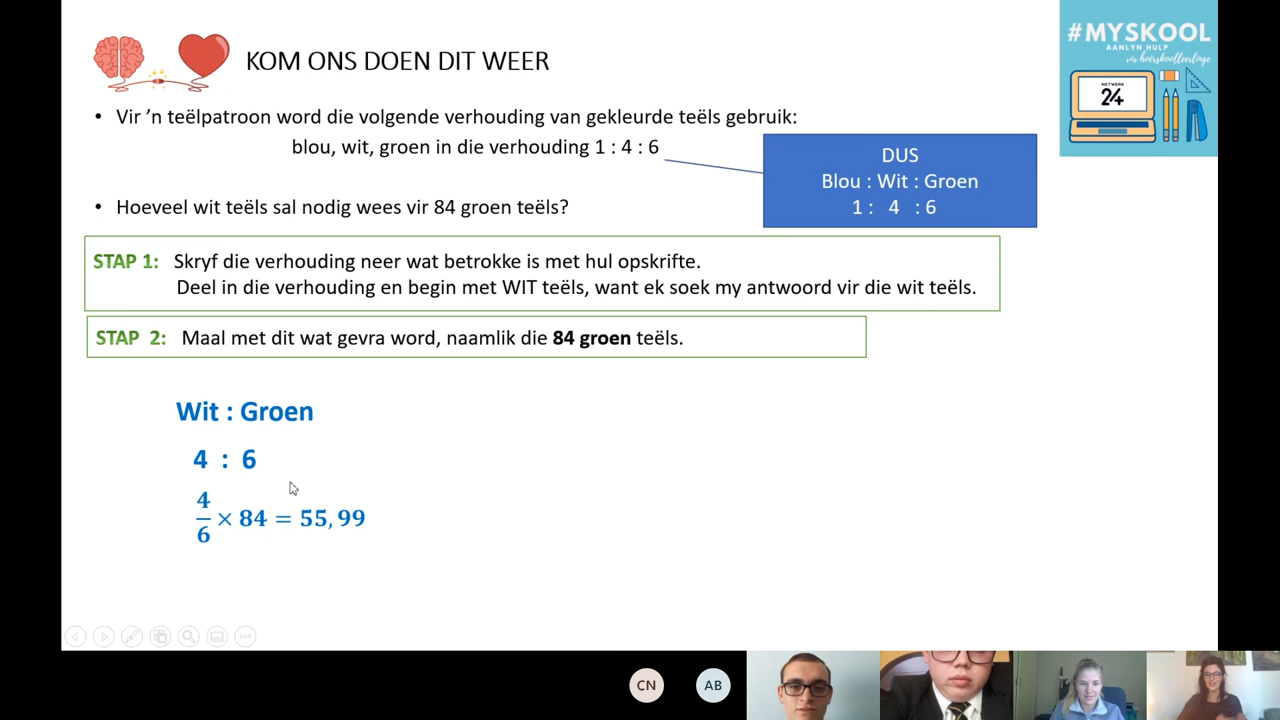 #MYSKOOL
AANLYN HULP
vir hoërskoolleerlinge
NETWERK
24
KOM ONS DOEN DIT WEER
• Vir ’n teëlpatroon word die volgende verhouding van gekleurde teëls gebruik:
blou, wit, groen in die verhouding 1 : 4 : 6
DUS
Blou : Wit : Groen
1 : 4 : 6
• Hoeveel wit teëls sal nodig wees vir 84 groen teëls?
STAP 1: Skryf die verhouding neer wat betrokke is met hul opskrifte.
Deel in die verhouding en begin met WIT teëls, want ek soek my antwoord vir die wit teëls.
STAP 2: Maal met dit wat gevra word, naamlik die 84 groen teëls.
Wit : Groen
4 : 6
4/6 × 84 = 55,99
CN
AB